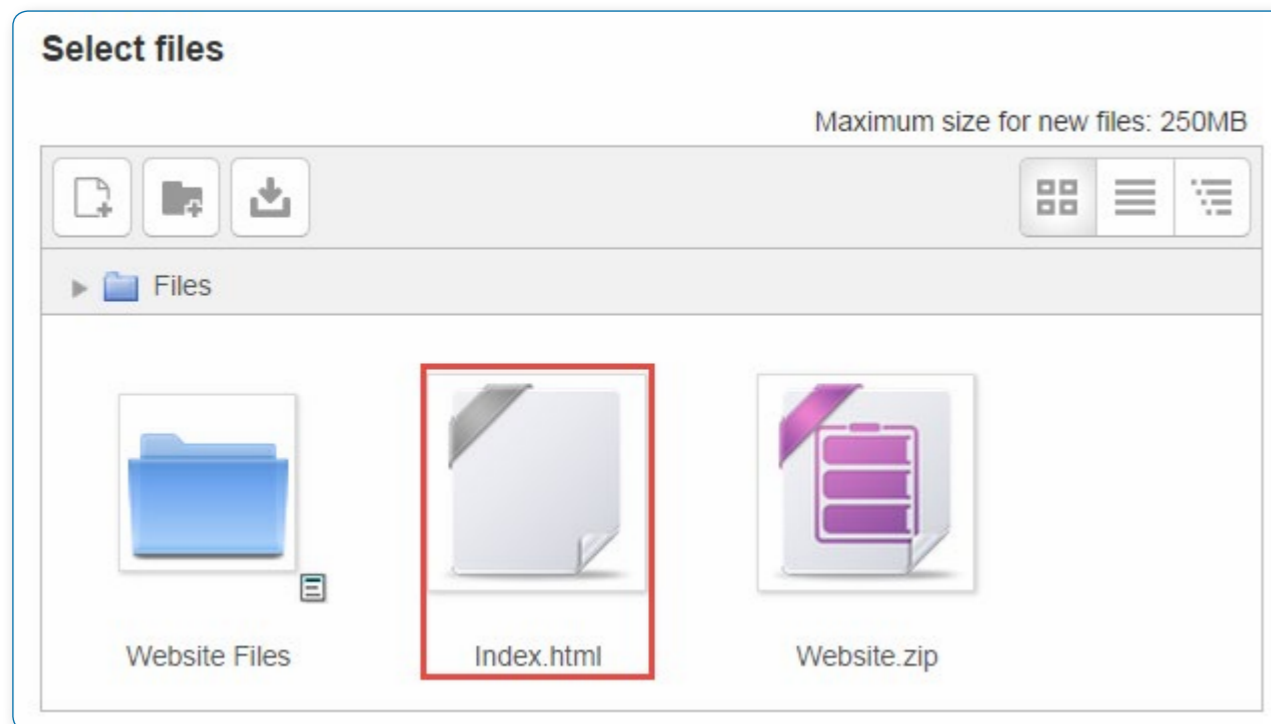 Select files
Maximum size for new files: 250MB
Files
Website Files
Index.html
Website.zip